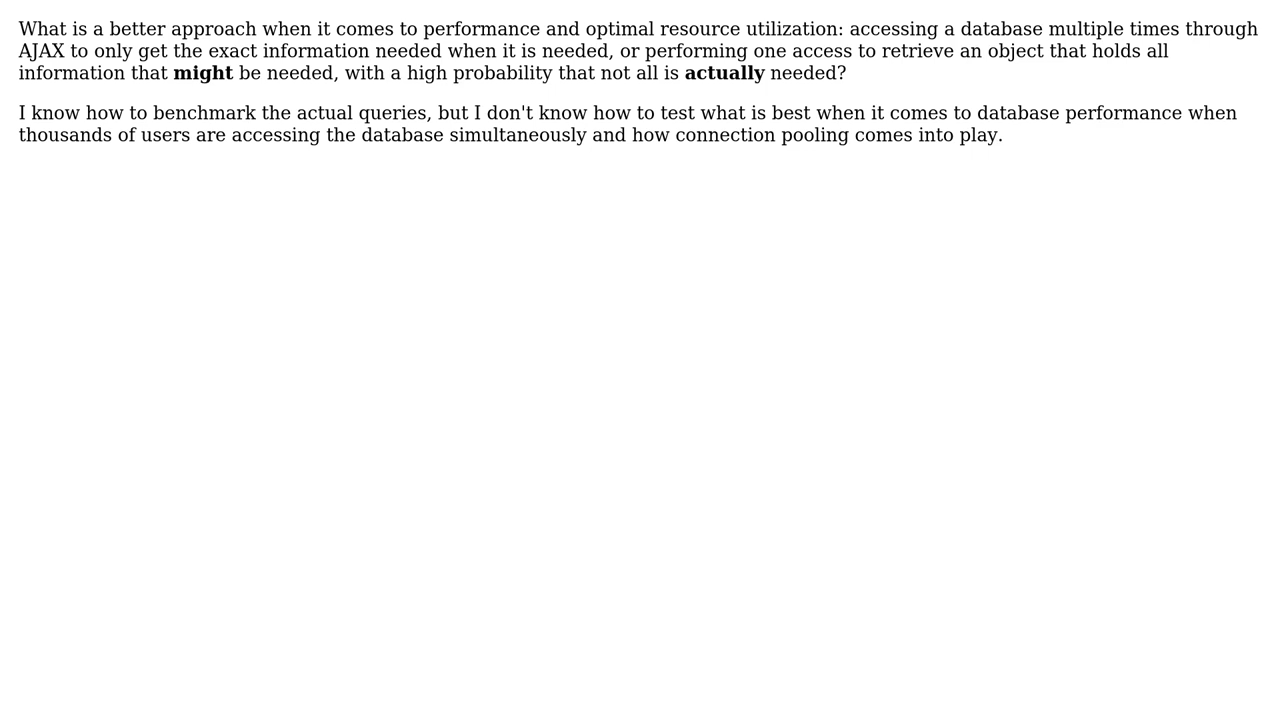 What is a better approach when it comes to performance and optimal resource utilization: accessing a database multiple times through
AJAX to only get the exact information needed when it is needed, or performing one access to retrieve an object that holds all
information that might be needed, with a high probability that not all is actually needed?
I know how to benchmark the actual queries, but I don't know how to test what is best when it comes to database performance when
thousands of users are accessing the database simultaneously and how connection pooling comes into play.